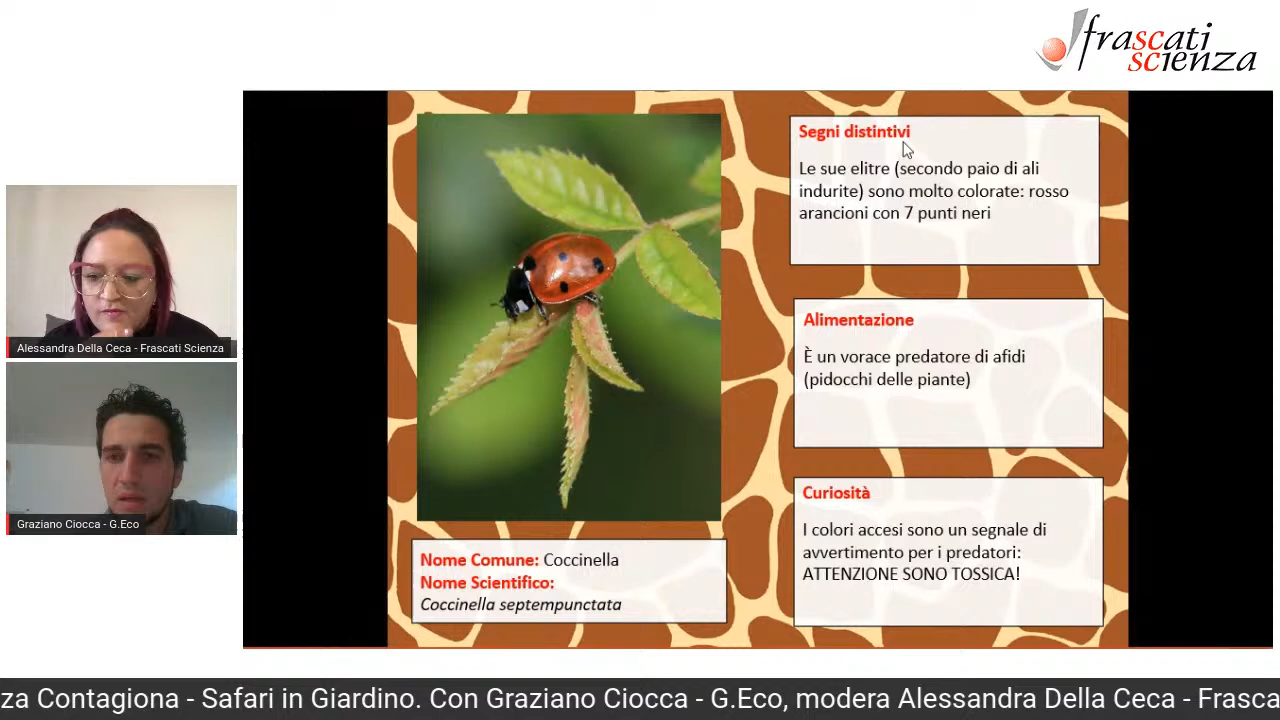 frascati
scienza
Segni distintivi
Le sue elitre (secondo paio di ali
indurite) sono molto colorate: rosso
arancioni con 7 punti neri
Alimentazione
È un vorace predatore di afidi
(pidocchi delle piante)
Curiosità
I colori accesi sono un segnale di
avvertimento per i predatori:
ATTENZIONE SONO TOSSICA!
Nome Comune: Coccinella
Nome Scientifico:
Coccinella septempunctata
Alessandra Della Ceca - Frascati Scienza
Graziano Ciocca - G.Eco
za Contagiona - Safari in Giardino. Con Graziano Ciocca - G.Eco, modera Alessandra Della Ceca - Frasca